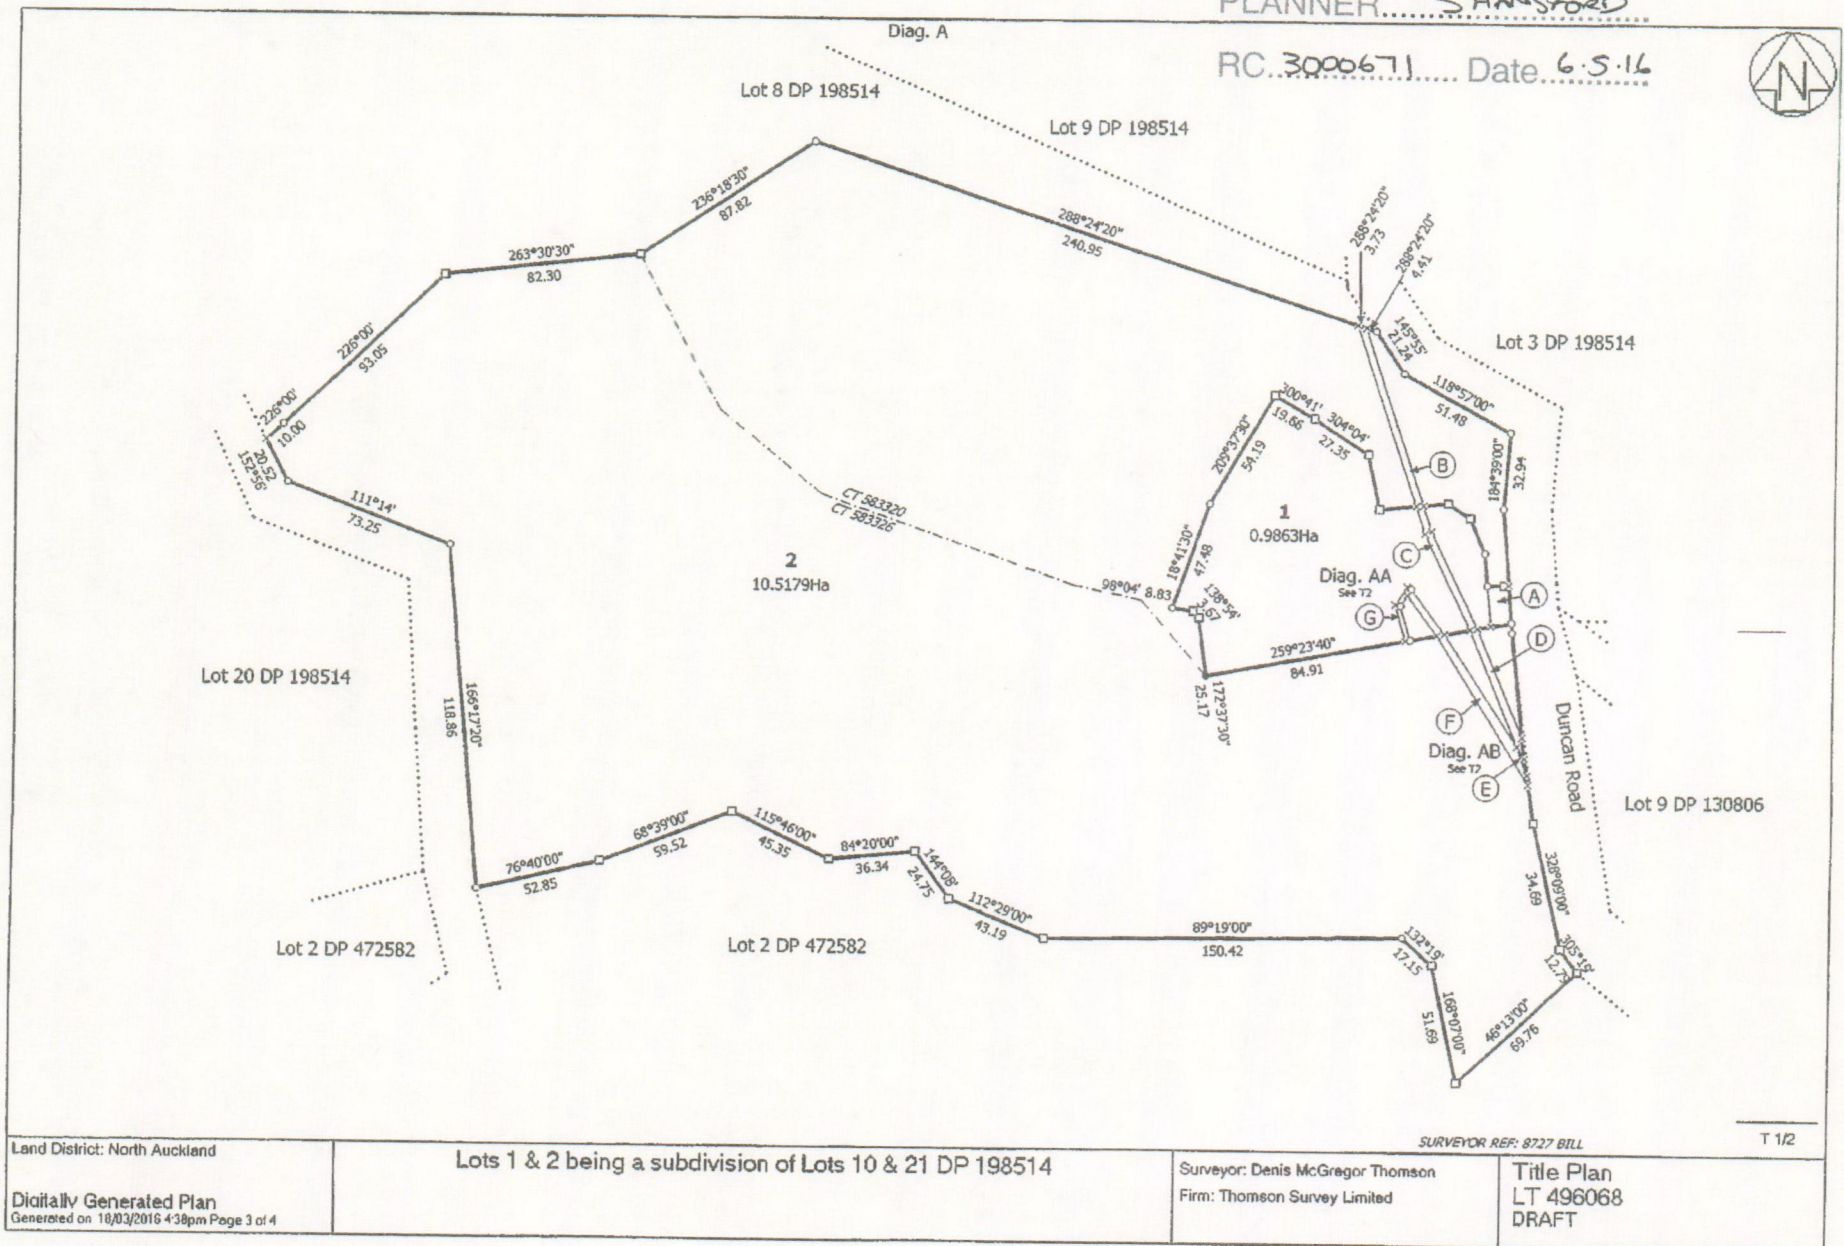 PLANNER
RC. 3000671 Date 6.5.16
Diag. A
N
Lot 8 DP 198514
Lot 9 DP 198514
288°24'20"
3.73
288°24'20"
4.41
236°18'30"
87.82
288°24'20"
240.95
263°30'30"
82.30
145°55'
21.24
Lot 3 DP 198514
226°00'
93.05
118°57'00"
51.48
300°41'
19.66
304°04'
27.35
226°00'
10.00
209°37'30"
54.19
B
184°39'00"
32.94
20.52
152°56'
111°14'
73.25
CT 583320
CT 583326
1
0.9863Ha
18°41'30"
47.48
C
2
10.5179Ha
98°04'
8.83
138°54'
3.67
Diag. AA
See T2
A
G
D
259°23'40"
84.91
Lot 20 DP 198514
166°17'20"
118.86
172°37'30"
25.17
F
Diag. AB
See T2
E
Duncan Road
Lot 9 DP 130806
76°40'00"
52.85
68°39'00"
59.52
115°46'00"
45.35
84°20'00"
36.34
144°08'
24.75
112°29'00"
43.19
328°09'00"
34.69
Lot 2 DP 472582
Lot 2 DP 472582
89°19'00"
150.42
132°19'
17.15
305°19'
12.79
168°07'00"
51.69
46°13'00"
69.76
SURVEYOR REF: 8727 BILL
T 1/2
Land District: North Auckland
Digitally Generated Plan
Generated on 18/03/2016 4:38pm Page 3 of 4
Lots 1 & 2 being a subdivision of Lots 10 & 21 DP 198514
Surveyor: Denis McGregor Thomson
Firm: Thomson Survey Limited
Title Plan
LT 496068
DRAFT